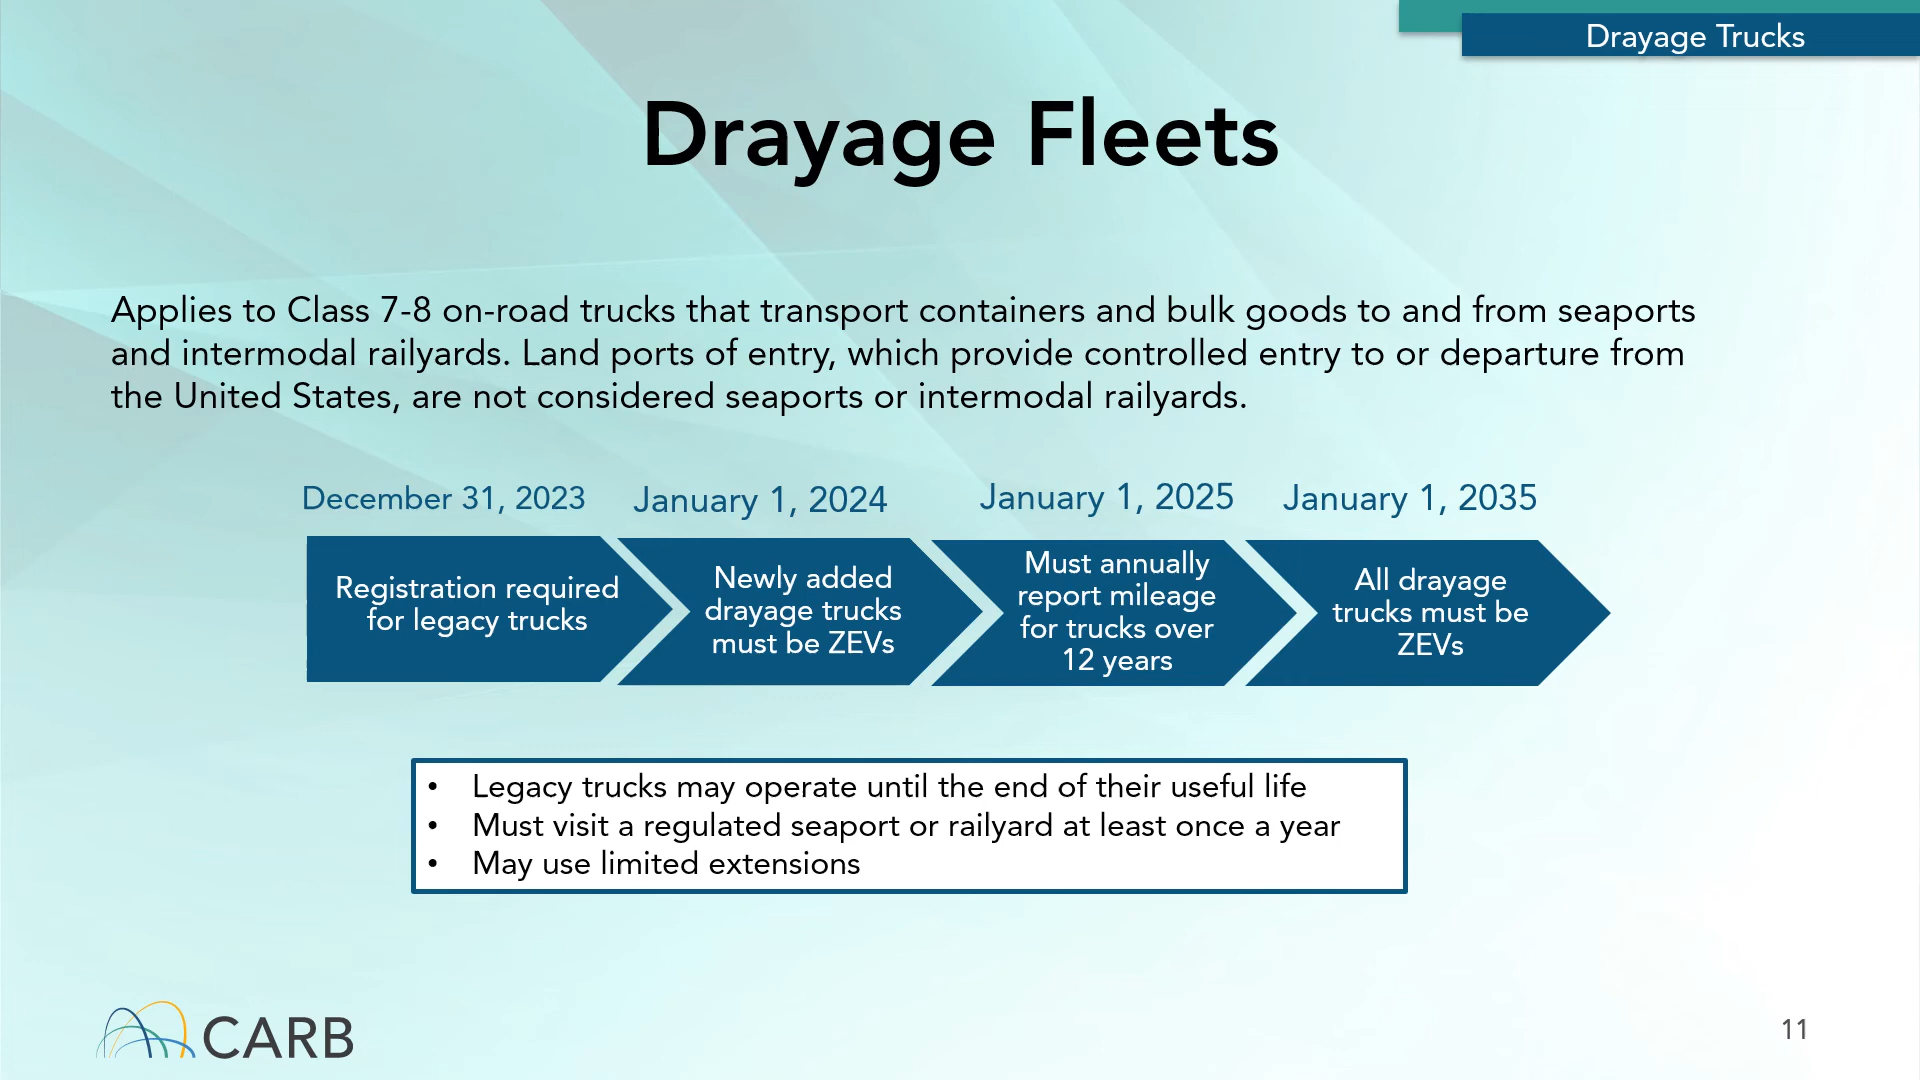 Drayage Trucks
Drayage Fleets
Applies to Class 7-8 on-road trucks that transport containers and bulk goods to and from seaports
and intermodal railyards. Land ports of entry, which provide controlled entry to or departure from
the United States, are not considered seaports or intermodal railyards.
December 31, 2023
Registration required
for legacy trucks
January 1, 2024
Newly added
drayage trucks
must be ZEVs
January 1, 2025
Must annually
report mileage
for trucks over
12 years
January 1, 2035
All drayage
trucks must be
ZEVs
• Legacy trucks may operate until the end of their useful life
• Must visit a regulated seaport or railyard at least once a year
• May use limited extensions
CARB
11